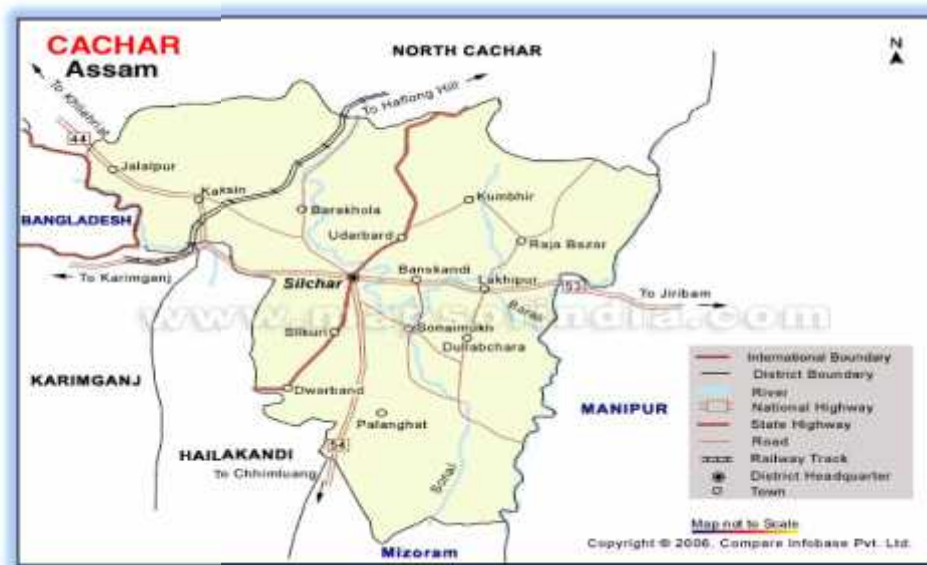 CACHAR
Assam
NORTH CACHAR
N
To Khliehriat
To Haflong Hill
44
Jalalpur
Kaksin
Kumbhir
Barakhola
BANGLADESH
Udarbard
Raja Bazar
To Karimganj
Silchar
Banskandi
Lakhipur
53
To Jiribam
Barak
www.mapsofindia.com
Silkuri
Sonaimukh
Dullabchara
KARIMGANJ
Dwarband
MANIPUR
Palanghat
HAILAKANDI
54
To Chhimluang
Sonai
Mizoram
International Boundary
District Boundary
River
National Highway
State Highway
Road
Railway Track
District Headquarter
Town
Map not to Scale
Copyright © 2006. Compare Infobase Pvt. Ltd.